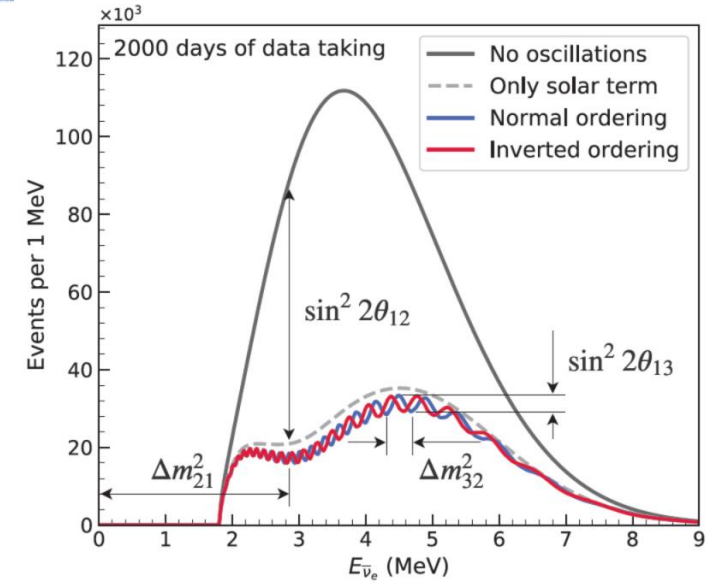 ×10³
2000 days of data taking
No oscillations
Only solar term
Normal ordering
Inverted ordering
120
100
80
60
40
20
0
Events per 1 MeV
sin² 2θ₁₂
sin² 2θ₁₃
Δm²₂₁
Δm²₃₂
0 1 2 3 4 5 6 7 8 9
E_ν̅ₑ (MeV)